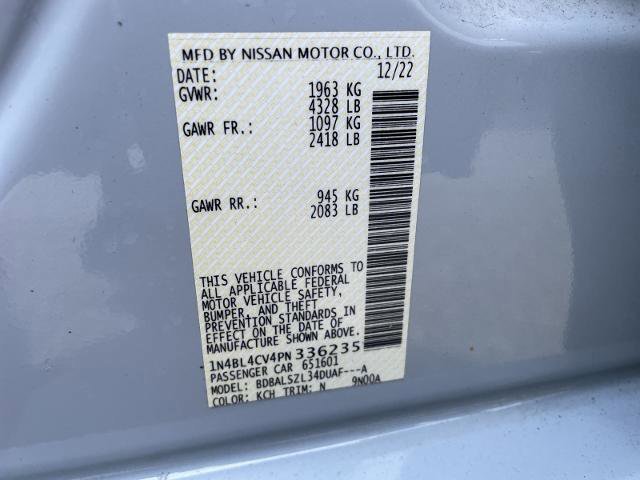 MFD BY NISSAN MOTOR CO., LTD.
DATE: 12/22
GVWR: 1963 KG
4328 LB
GAWR FR.: 1097 KG
2418 LB
GAWR RR.: 945 KG
2083 LB
THIS VEHICLE CONFORMS TO
ALL APPLICABLE FEDERAL
MOTOR VEHICLE SAFETY,
BUMPER, AND THEFT
PREVENTION STANDARDS IN
EFFECT ON THE DATE OF
MANUFACTURE SHOWN ABOVE.
1N4BL4CV4PN336235
PASSENGER CAR 651601
MODEL: BDBALSZL34DUAF---A
COLOR: KCH TRIM: N 9N00A